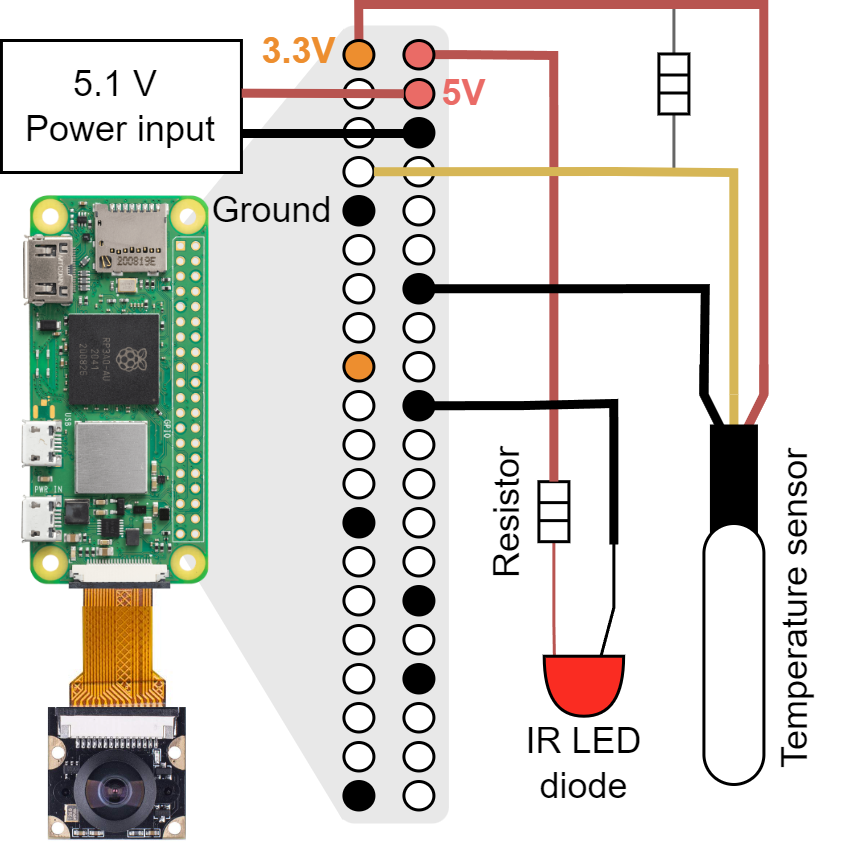 3.3V
5.1 V
Power input
5V
Ground
200819E
RP3A0-AU
2041
200826
USB
GPIO
PWR IN
Resistor
Temperature sensor
IR LED
diode